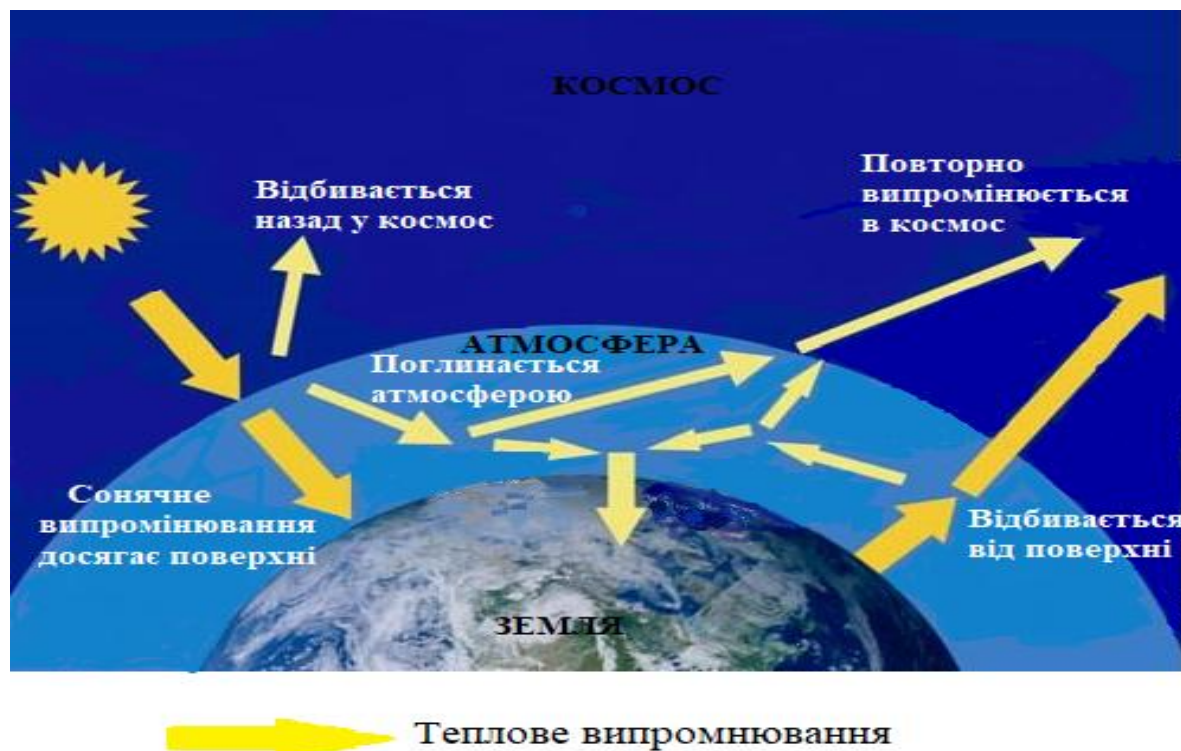 КОСМОС
Відбивається
назад у космос
Повторно
випромінюється
в космос
АТМОСФЕРА
Поглинається
атмосферою
Сонячне
випромінювання
досягає поверхні
Відбивається
від поверхні
ЗЕМЛЯ
Теплове випромнювання